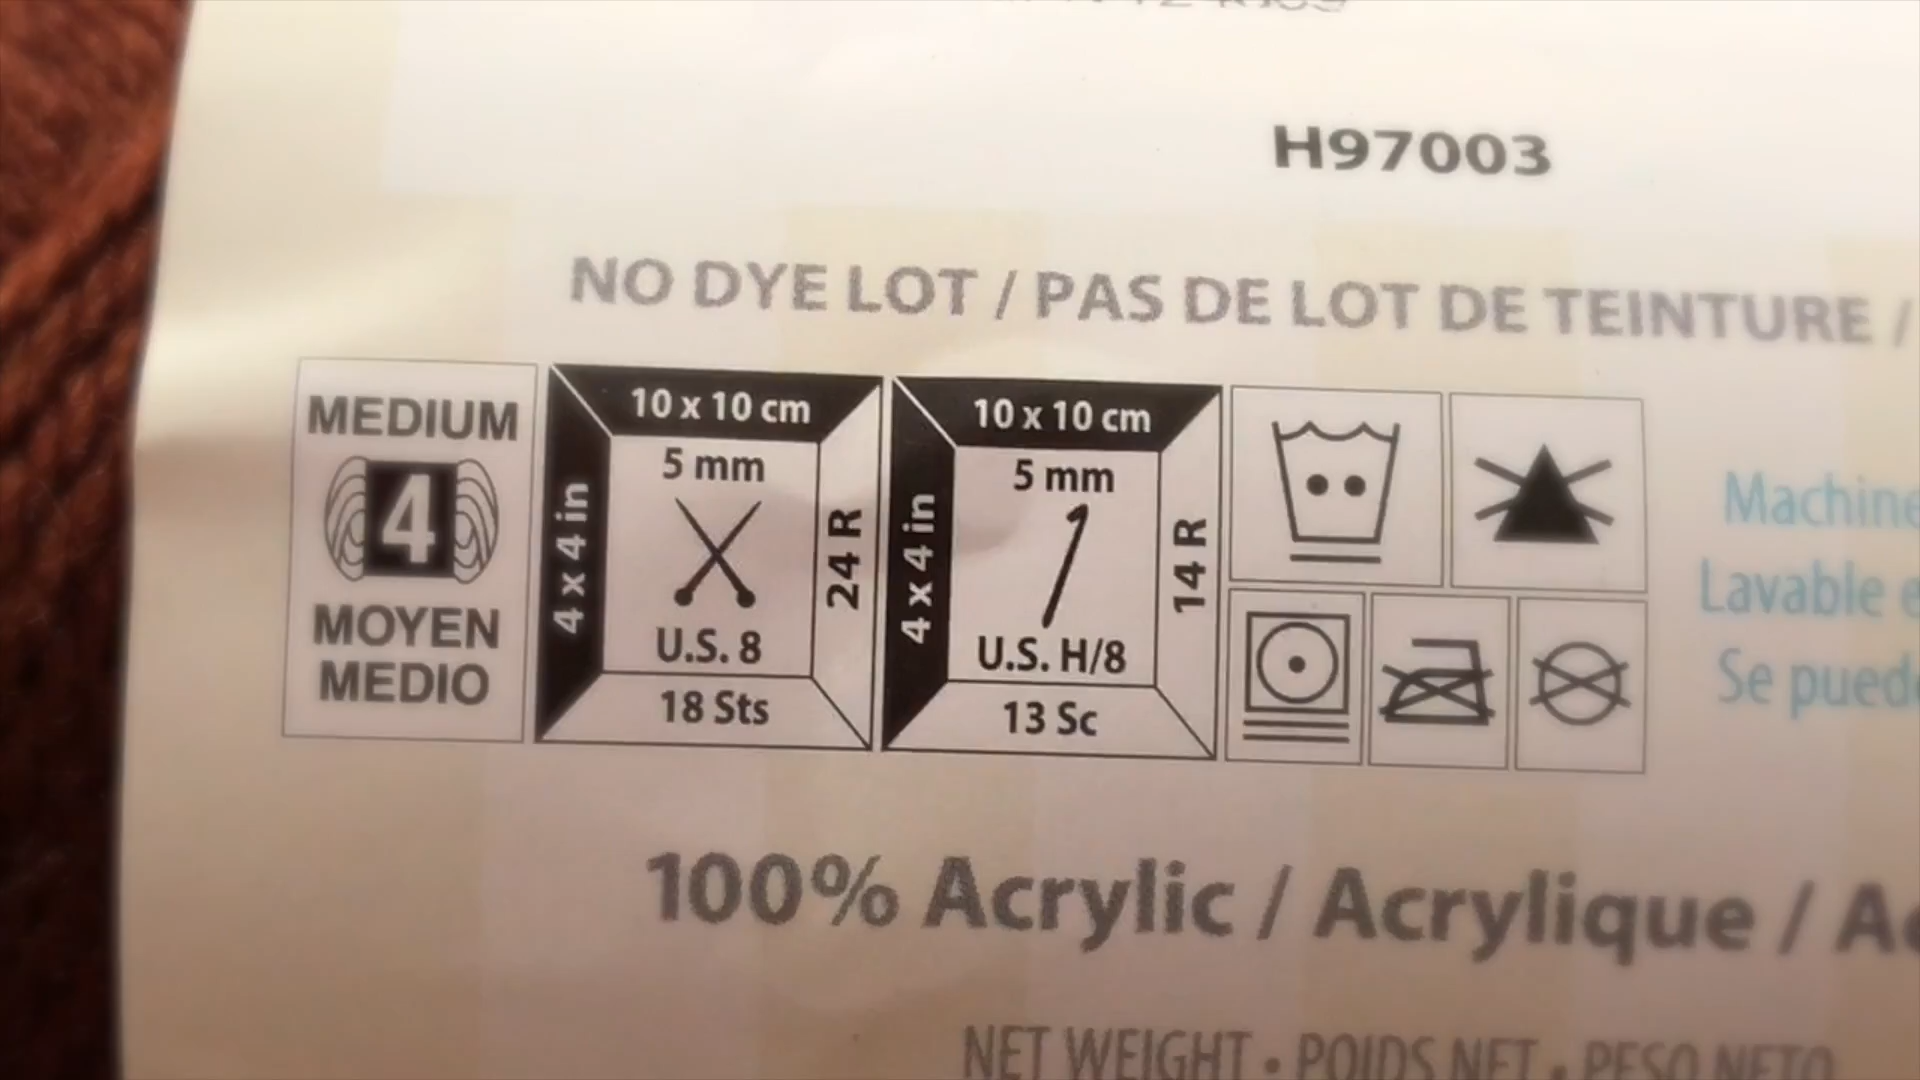 H97003
NO DYE LOT / PAS DE LOT DE TEINTURE /
MEDIUM
4
MOYEN
MEDIO
10 x 10 cm
4 x 4 in
5 mm
U.S. 8
24 R
18 Sts
10 x 10 cm
4 x 4 in
5 mm
U.S. H/8
14 R
13 Sc
Machine
Lavable e
Se puede
100% Acrylic / Acrylique / Ac
NET WEIGHT • POIDS NET • PESO NETO